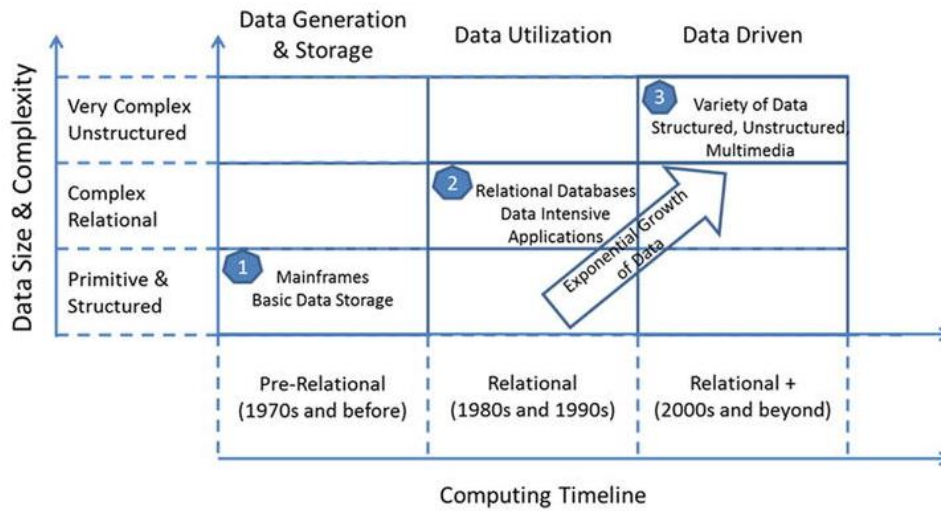 Data Generation
& Storage
Data Utilization
Data Driven
Data Size & Complexity
Very Complex
Unstructured
3
Variety of Data
Structured, Unstructured,
Multimedia
Complex
Relational
2
Relational Databases
Data Intensive
Applications
Exponential Growth
of Data
Primitive &
Structured
1
Mainframes
Basic Data Storage
Pre-Relational
(1970s and before)
Relational
(1980s and 1990s)
Relational +
(2000s and beyond)
Computing Timeline